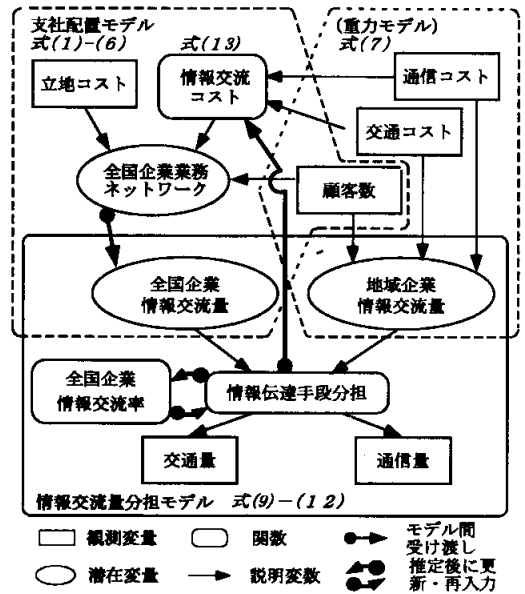 支社配置モデル
式(1)-(6)
(重力モデル)
式(7)
式(13)
立地コスト
情報交流
コスト
通信コスト
交通コスト
全国企業業務
ネットワーク
顧客数
全国企業
情報交流量
地域企業
情報交流量
全国企業
情報交流率
情報伝達手段分担
交通量
通信量
情報交流量分担モデル 式(9)-(12)
観測変量
関数
モデル間
受け渡し
潜在変量
説明変数
推定後に更
新・再入力